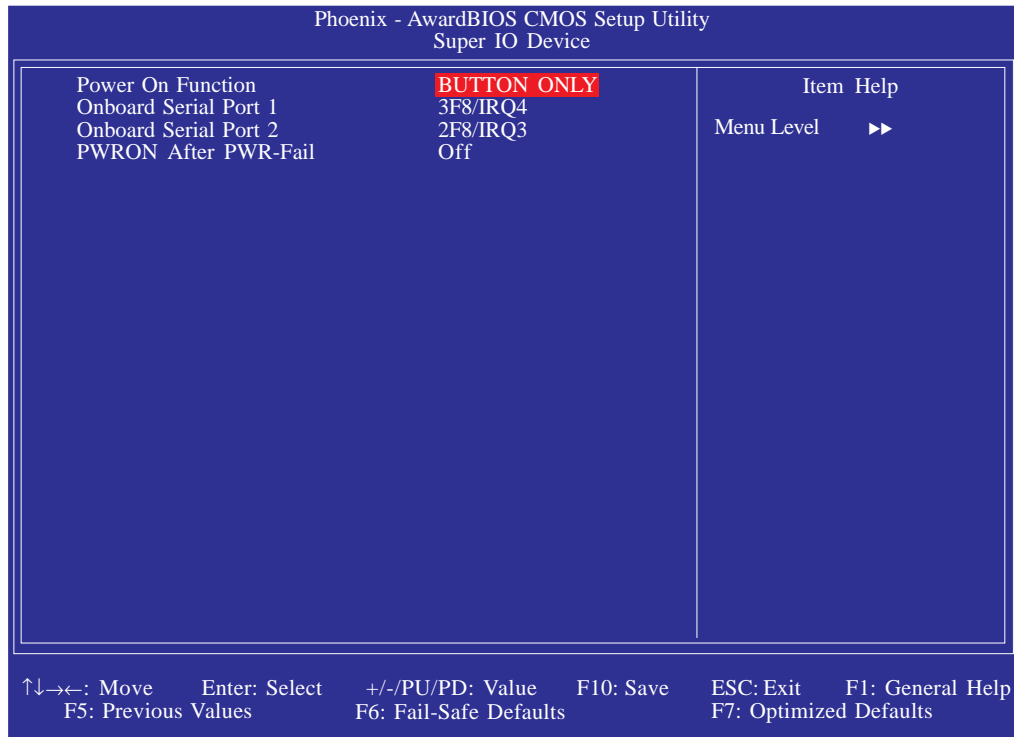 Phoenix - AwardBIOS CMOS Setup Utility
Super IO Device
Power On Function BUTTON ONLY
Onboard Serial Port 1 3F8/IRQ4
Onboard Serial Port 2 2F8/IRQ3
PWRON After PWR-Fail Off
Item Help
Menu Level ▶▶
↑↓→←: Move Enter: Select +/-/PU/PD: Value F10: Save ESC: Exit F1: General Help
F5: Previous Values F6: Fail-Safe Defaults F7: Optimized Defaults